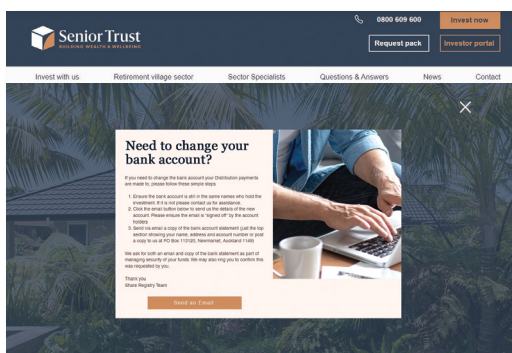 0800 609 600
Invest now
Senior Trust
BUILDING WEALTH & WELLBEING
Request pack
Investor portal
Invest with us
Retirement village sector
Sector Specialists
Questions & Answers
News
Contact
Need to change your
bank account?
If you need to change the bank account your Distribution payments
are made to, please follow these simple steps
1. Ensure the bank account is still in the same names who hold the
investment. If it is not please contact us for assistance.
2. Click the email button below to send us the details of the new
account. Please ensure the email is "signed off" by the account
holders
3. Send via email a copy of the bank account statement (just the top
section showing your name, address and account number or post
a copy to us at PO Box 113120, Newmarket, Auckland 1149)
We ask for both an email and copy of the bank statement as part of
managing security of your funds. We may also ring you to confirm this
was requested by you.
Thank you
Share Registry Team
Send an Email